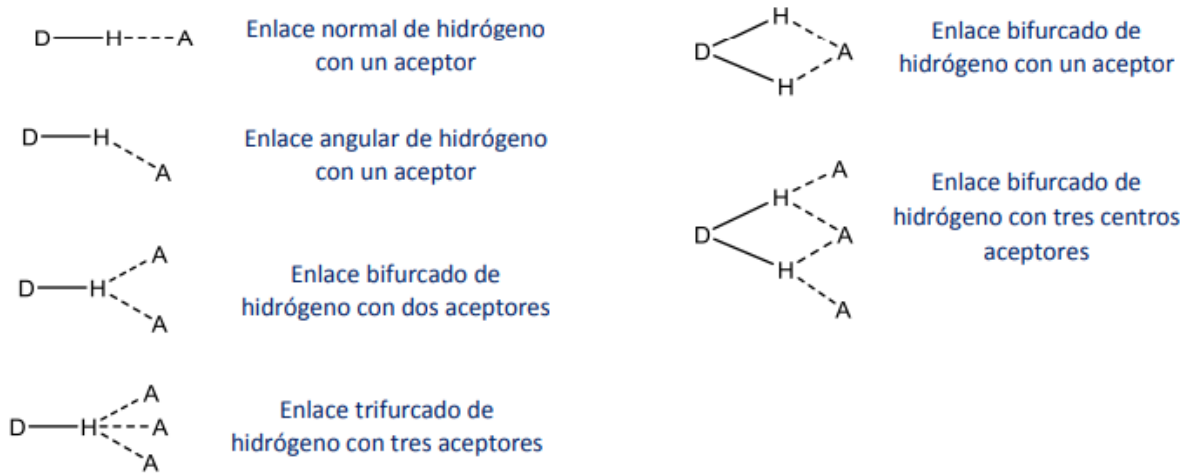 D H A
Enlace normal de hidrógeno
con un aceptor
D H
A
Enlace angular de hidrógeno
con un aceptor
A
D H
A
Enlace bifurcado de
hidrógeno con dos aceptores
A
D H A
A
Enlace trifurcado de
hidrógeno con tres aceptores
H
D A
H
Enlace bifurcado de
hidrógeno con un aceptor
A
H
D A
H
A
Enlace bifurcado de
hidrógeno con tres centros
aceptores